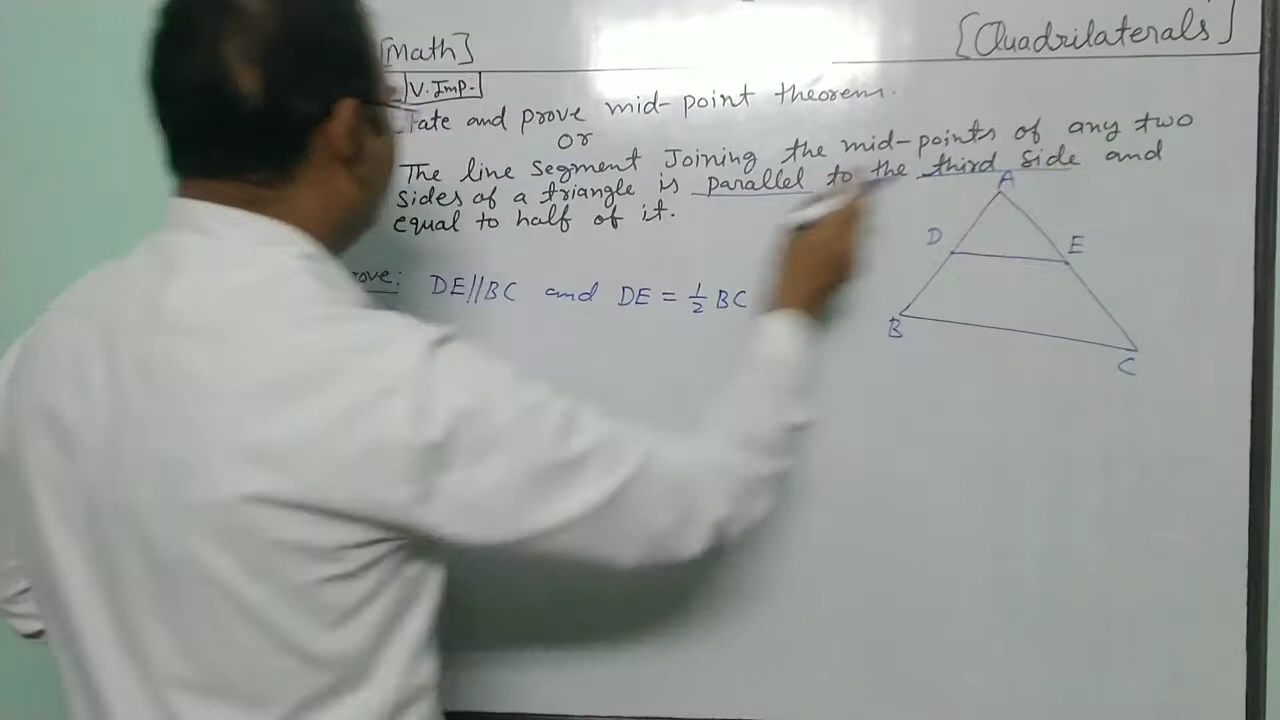 [Math]
[Quadrilaterals]
V. Imp.
tate and prove mid-point theorem.
Or
The line segment Joining the mid-points of any two
sides of a triangle is parallel to the third side and
equal to half of it.
rove: DE//BC and DE = 1/2 BC
A
D
E
B
C